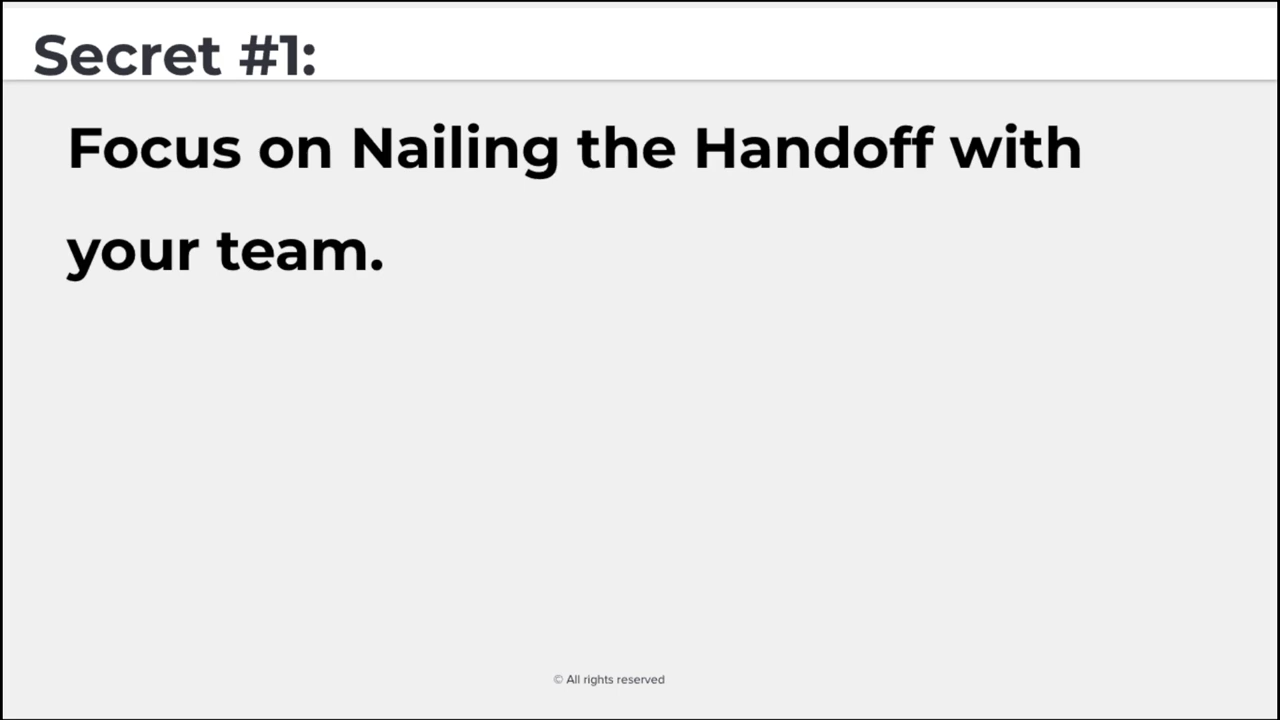 Secret #1:
Focus on Nailing the Handoff with
your team.
© All rights reserved